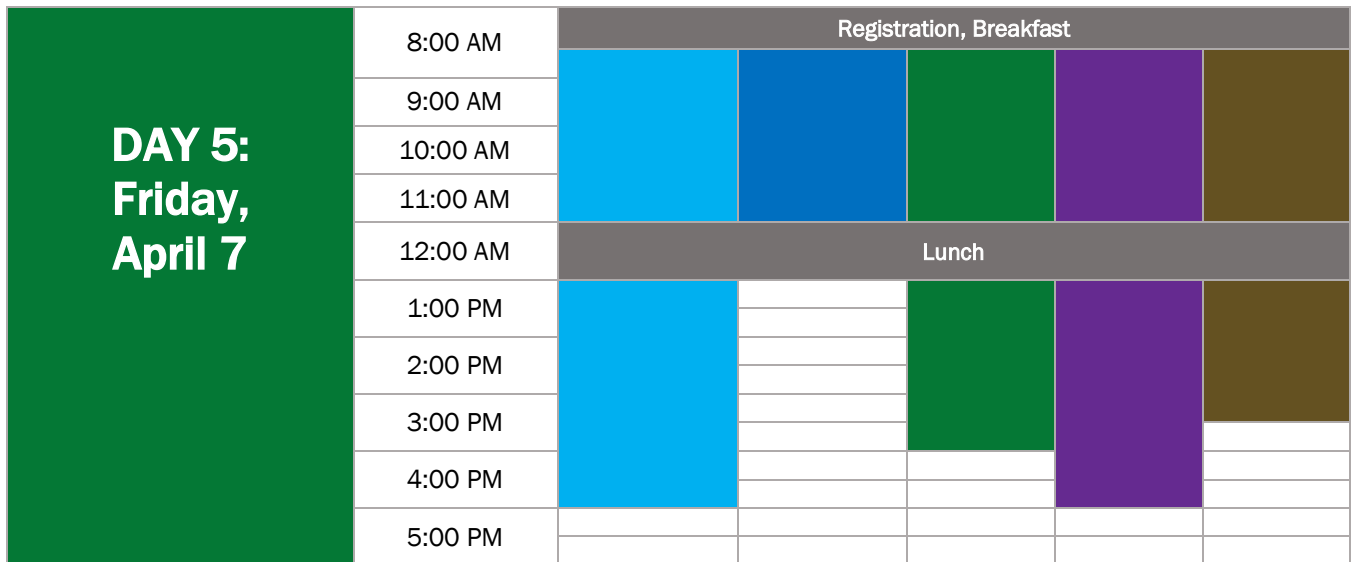 DAY 5:
Friday,
April 7
8:00 AM
Registration, Breakfast
9:00 AM
10:00 AM
11:00 AM
12:00 AM
Lunch
1:00 PM
2:00 PM
3:00 PM
4:00 PM
5:00 PM